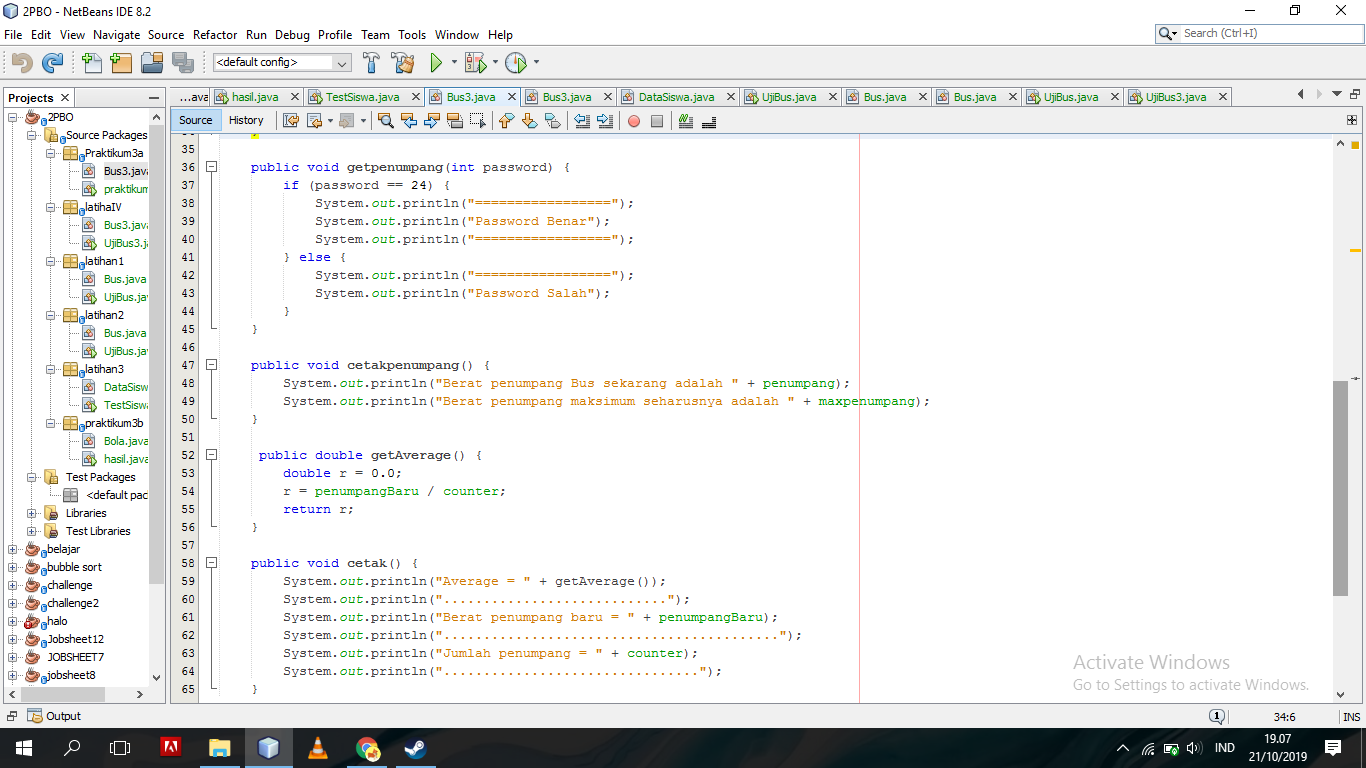 2PBO - NetBeans IDE 8.2
File Edit View Navigate Source Refactor Run Debug Profile Team Tools Window Help
Search (Ctrl+I)
<default config>
Projects
...ava hasil.java TestSiswa.java Bus3.java Bus3.java DataSiswa.java UjiBus.java Bus.java Bus.java UjiBus.java UjiBus3.java
Source History
2PBO
Source Packages
Praktikum3a
Bus3.java
praktikum
latihaIV
Bus3.java
UjiBus3.j
latihan1
Bus.java
UjiBus.ja
latihan2
Bus.java
UjiBus.ja
latihan3
DataSisw
TestSisw
praktikum3b
Bola.java
hasil.java
Test Packages
<default pac
Libraries
Test Libraries
belajar
bubble sort
challenge
challenge2
halo
Jobsheet12
JOBSHEET7
jobsheet8
35
36 public void getpenumpang(int password) {
37 if (password == 24) {
38 System.out.println("=================");
39 System.out.println("Password Benar");
40 System.out.println("=================");
41 } else {
42 System.out.println("=================");
43 System.out.println("Password Salah");
44 }
45 }
46
47 public void cetakpenumpang() {
48 System.out.println("Berat penumpang Bus sekarang adalah " + penumpang);
49 System.out.println("Berat penumpang maksimum seharusnya adalah " + maxpenumpang);
50 }
51
52 public double getAverage() {
53 double r = 0.0;
54 r = penumpangBaru / counter;
55 return r;
56 }
57
58 public void cetak() {
59 System.out.println("Average = " + getAverage());
60 System.out.println("............................");
61 System.out.println("Berat penumpang baru = " + penumpangBaru);
62 System.out.println("..........................................");
63 System.out.println("Jumlah penumpang = " + counter);
64 System.out.println("................................");
65 }
Activate Windows
Go to Settings to activate Windows.
Output
1
34:6
INS
IND
19.07
21/10/2019